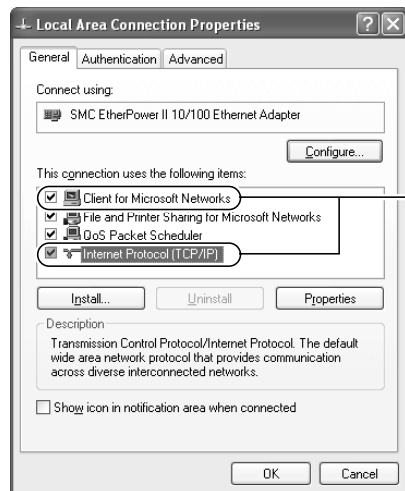 Local Area Connection Properties
General Authentication Advanced
Connect using:
SMC EtherPower II 10/100 Ethernet Adapter
Configure...
This connection uses the following items:
Client for Microsoft Networks
File and Printer Sharing for Microsoft Networks
QoS Packet Scheduler
Internet Protocol (TCP/IP)
Install... Uninstall Properties
Description
Transmission Control Protocol/Internet Protocol. The default
wide area network protocol that provides communication
across diverse interconnected networks.
Show icon in notification area when connected
OK Cancel